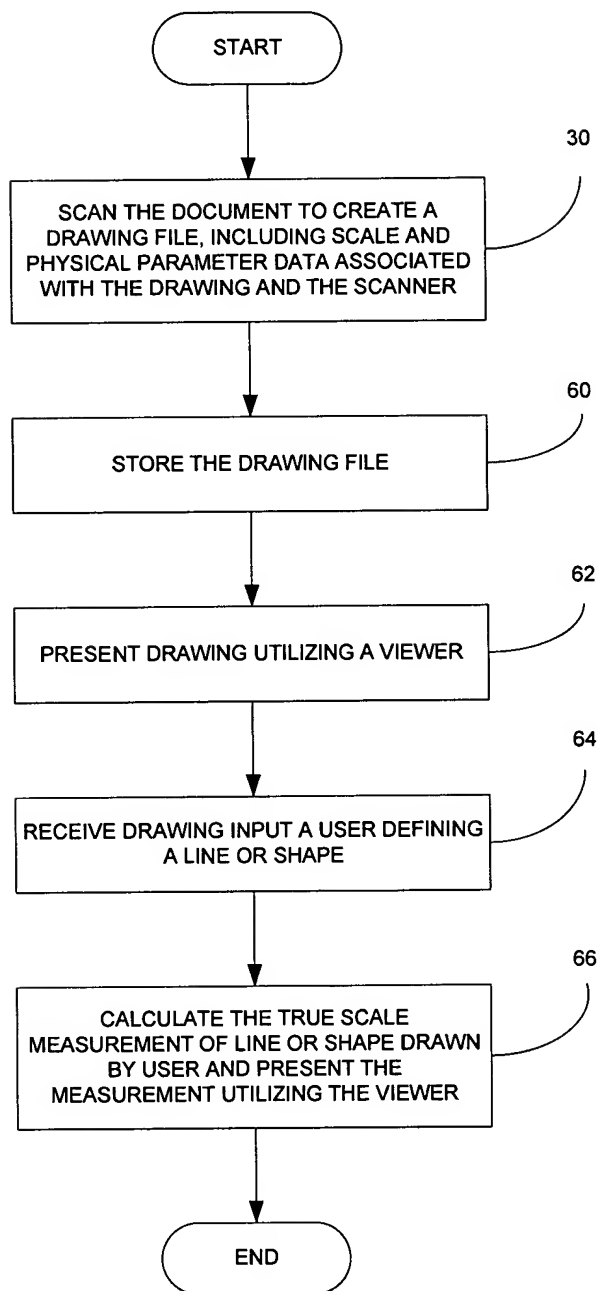 START
30
SCAN THE DOCUMENT TO CREATE A
DRAWING FILE, INCLUDING SCALE AND
PHYSICAL PARAMETER DATA ASSOCIATED
WITH THE DRAWING AND THE SCANNER
60
STORE THE DRAWING FILE
62
PRESENT DRAWING UTILIZING A VIEWER
64
RECEIVE DRAWING INPUT A USER DEFINING
A LINE OR SHAPE
66
CALCULATE THE TRUE SCALE
MEASUREMENT OF LINE OR SHAPE DRAWN
BY USER AND PRESENT THE
MEASUREMENT UTILIZING THE VIEWER
END